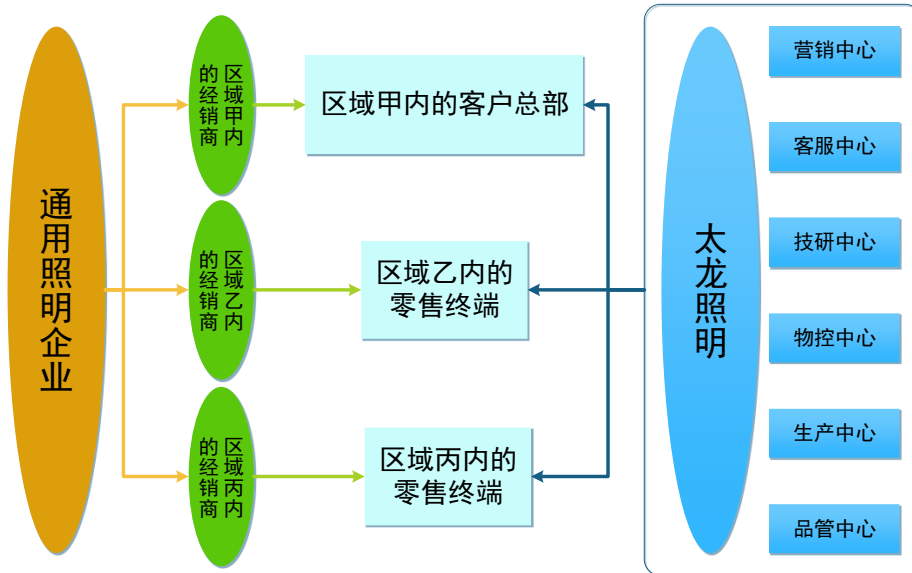 通用照明企业
区域甲内
的经销商
区域乙内
的经销商
区域丙内
的经销商
区域甲内的客户总部
区域乙内的
零售终端
区域丙内的
零售终端
太龙照明
营销中心
客服中心
技研中心
物控中心
生产中心
品管中心